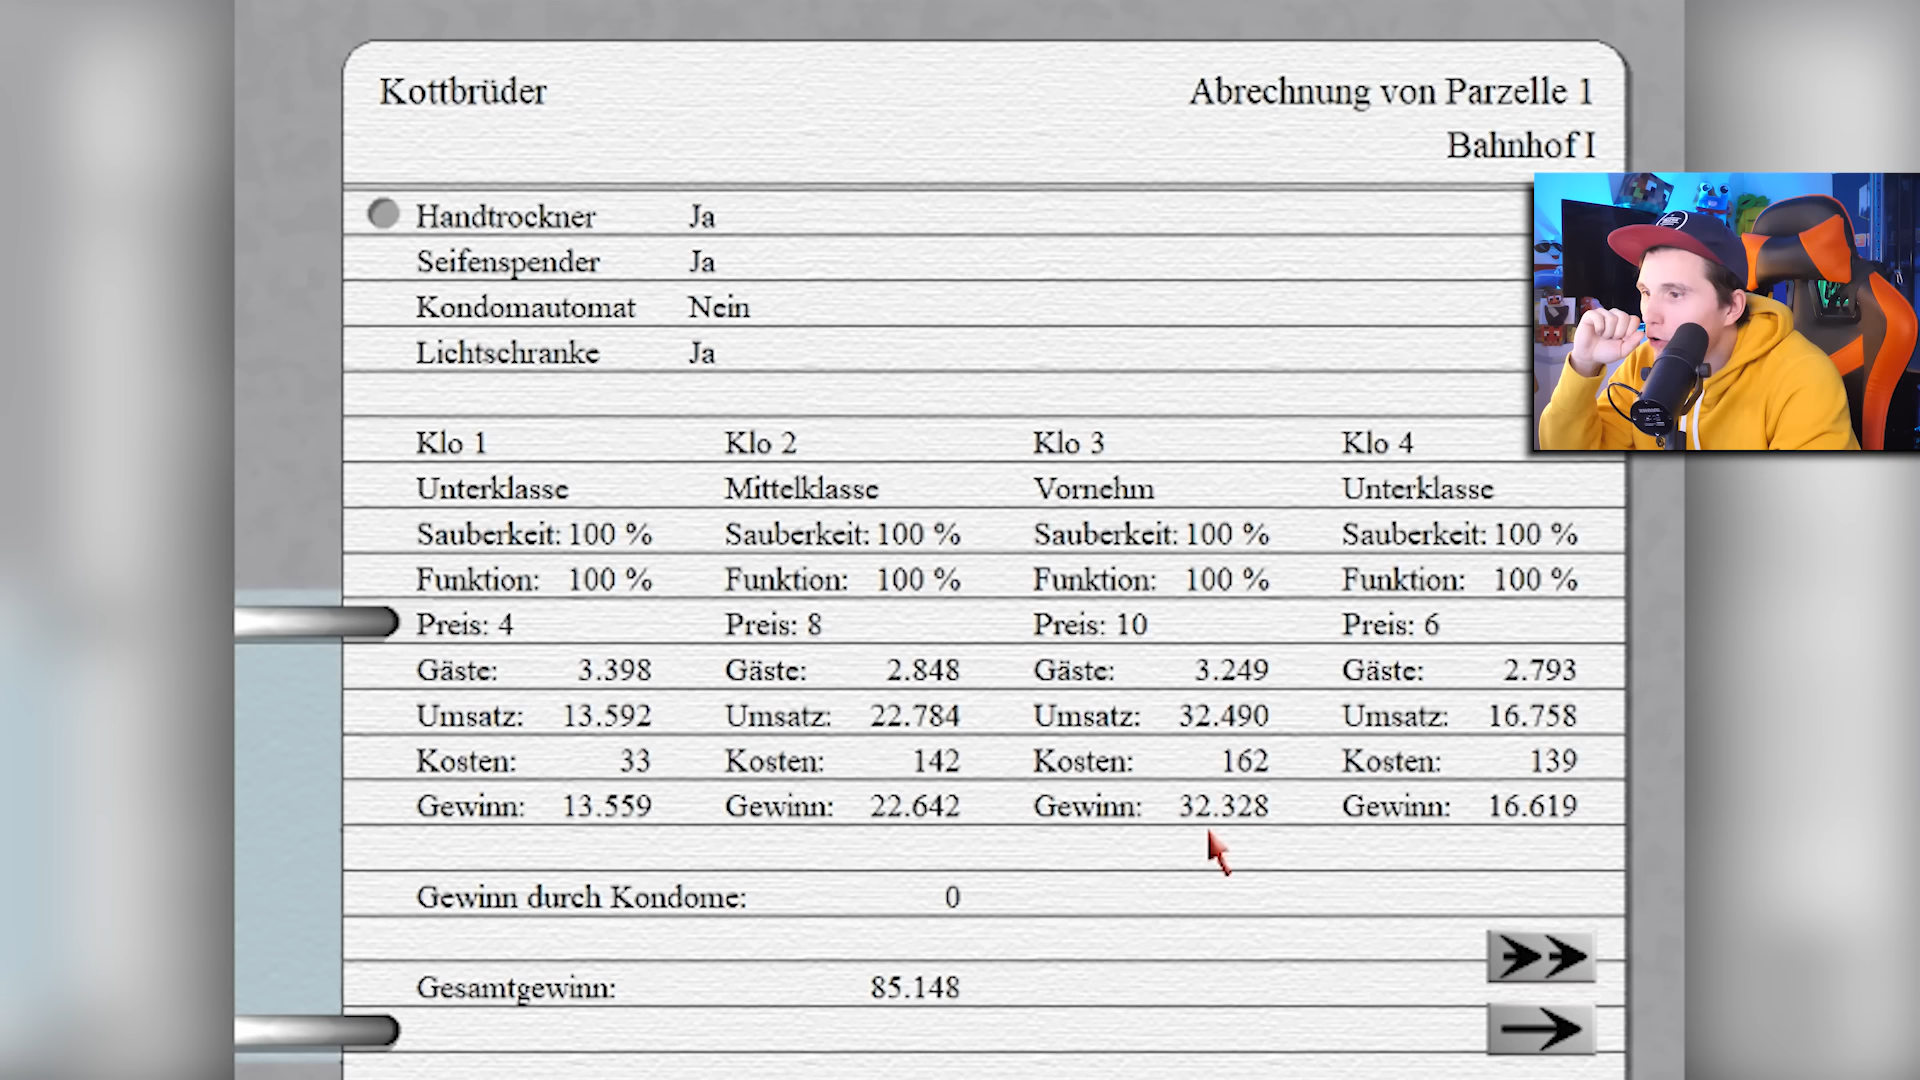 Kottbrüder
Abrechnung von Parzelle 1
Bahnhof I
Handtrockner Ja
Seifenspender Ja
Kondomautomat Nein
Lichtschranke Ja
Klo 1 Klo 2 Klo 3 Klo 4
Unterklasse Mittelklasse Vornehm Unterklasse
Sauberkeit: 100 % Sauberkeit: 100 % Sauberkeit: 100 % Sauberkeit: 100 %
Funktion: 100 % Funktion: 100 % Funktion: 100 % Funktion: 100 %
Preis: 4 Preis: 8 Preis: 10 Preis: 6
Gäste: 3.398 Gäste: 2.848 Gäste: 3.249 Gäste: 2.793
Umsatz: 13.592 Umsatz: 22.784 Umsatz: 32.490 Umsatz: 16.758
Kosten: 33 Kosten: 142 Kosten: 162 Kosten: 139
Gewinn: 13.559 Gewinn: 22.642 Gewinn: 32.328 Gewinn: 16.619
Gewinn durch Kondome: 0
Gesamtgewinn: 85.148